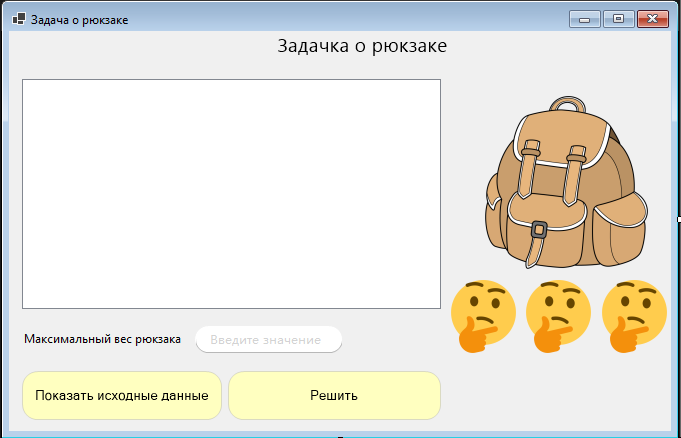 Задача о рюкзаке
Задачка о рюкзаке
Максимальный вес рюкзака
Введите значение
Показать исходные данные
Решить